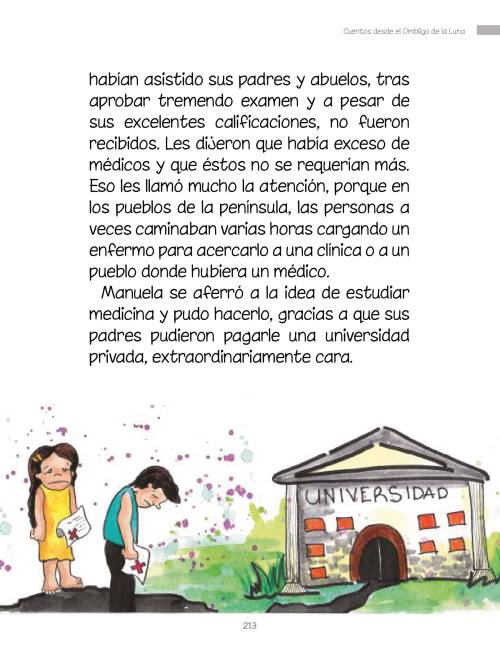 Cuentos desde el Ombligo de la Luna
habían asistido sus padres y abuelos, tras
aprobar tremendo examen y a pesar de
sus excelentes calificaciones, no fueron
recibidos. Les dijeron que había exceso de
médicos y que éstos no se requerían más.
Eso les llamó mucho la atención, porque en
los pueblos de la península, las personas a
veces caminaban varias horas cargando un
enfermo para acercarlo a una clínica o a un
pueblo donde hubiera un médico.
Manuela se aferró a la idea de estudiar
medicina y pudo hacerlo, gracias a que sus
padres pudieron pagarle una universidad
privada, extraordinariamente cara.
UNIVERSIDAD
213